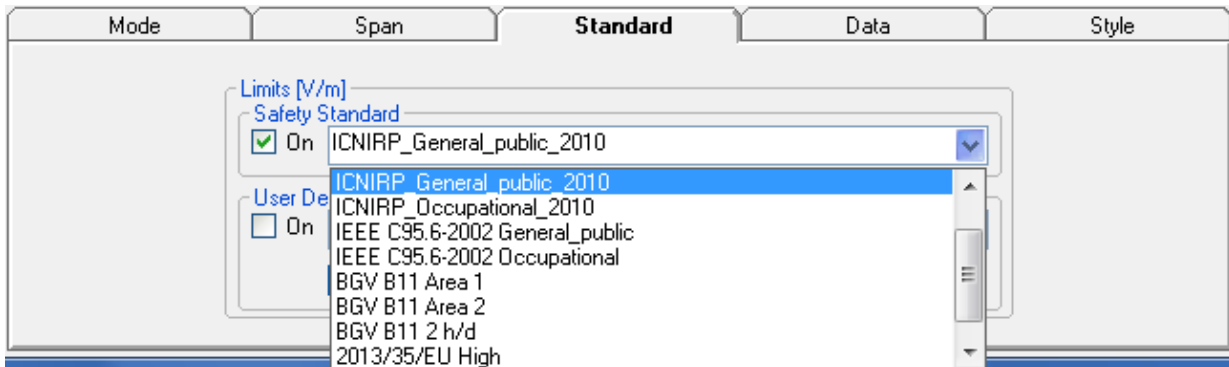 Mode Span Standard Data Style
Limits [V/m]
Safety Standard
On ICNIRP_General_public_2010
ICNIRP_General_public_2010
User De
On
ICNIRP_Occupational_2010
IEEE C95.6-2002 General_public
IEEE C95.6-2002 Occupational
BGV B11 Area 1
BGV B11 Area 2
BGV B11 2 h/d
2013/35/EU High